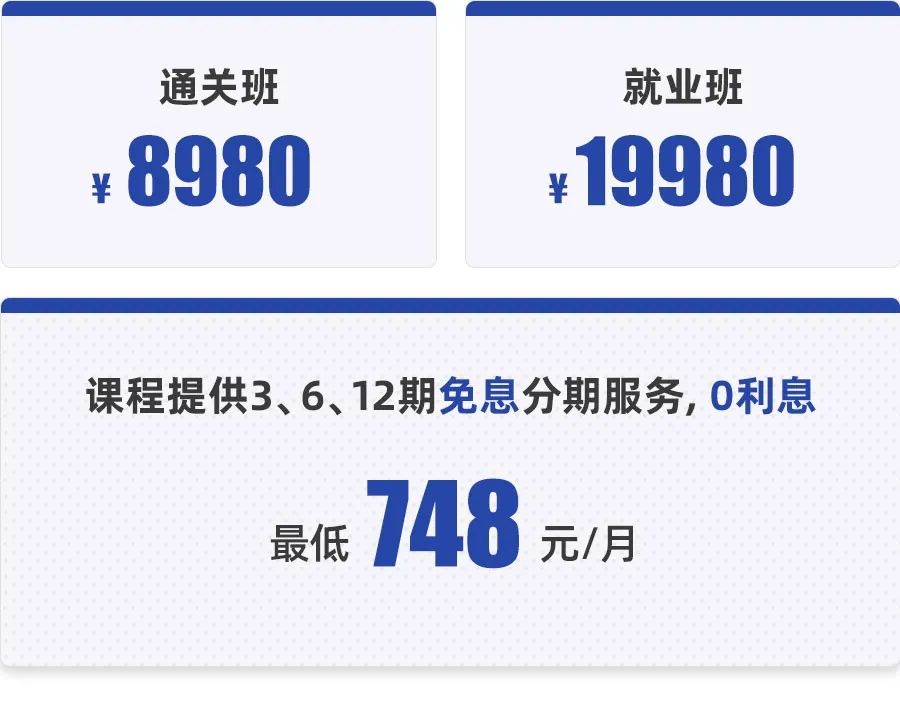 通关班
¥ 8980
就业班
¥ 19980
课程提供3、6、12期免息分期服务, 0利息
最低 748 元/月